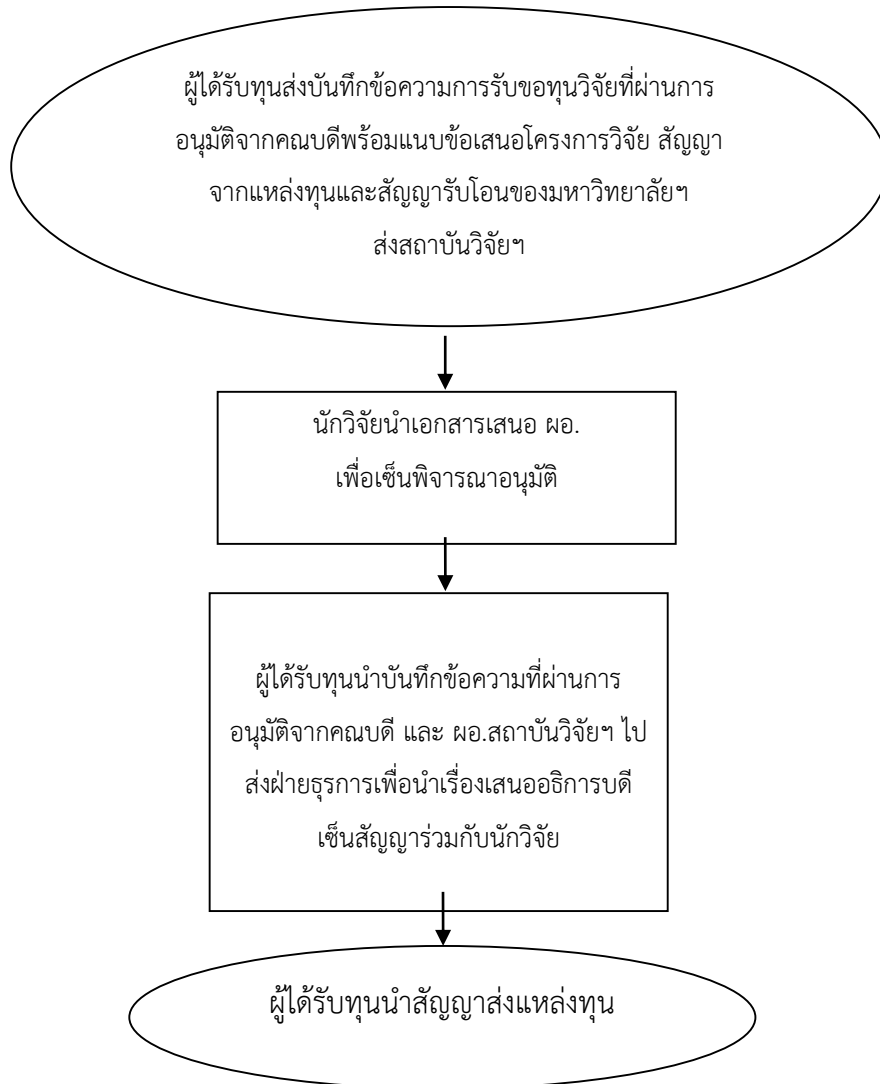 ผู้ได้รับทุนส่งบันทึกข้อความการรับขอทุนวิจัยที่ผ่านการ
อนุมัติจากคณบดีพร้อมแนบข้อเสนอโครงการวิจัย สัญญา
จากแหล่งทุนและสัญญารับโอนของมหาวิทยาลัยฯ
ส่งสถาบันวิจัยฯ
นักวิจัยนำเอกสารเสนอ ผอ.
เพื่อเซ็นพิจารณาอนุมัติ
ผู้ได้รับทุนนำบันทึกข้อความที่ผ่านการ
อนุมัติจากคณบดี และ ผอ.สถาบันวิจัยฯ ไป
ส่งฝ่ายธุรการเพื่อนำเรื่องเสนออธิการบดี
เซ็นสัญญาร่วมกับนักวิจัย
ผู้ได้รับทุนนำสัญญาส่งแหล่งทุน